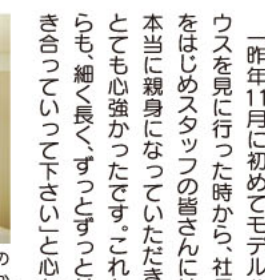 一昨年11月に初めてモデル
ウスを見に行った時から、社
をはじめスタッフの皆さんに
本当に親身になっていただき
とても心強かったです。これ
らも、細く長く、ずっとずっと
き合っていって下さい」と心
の